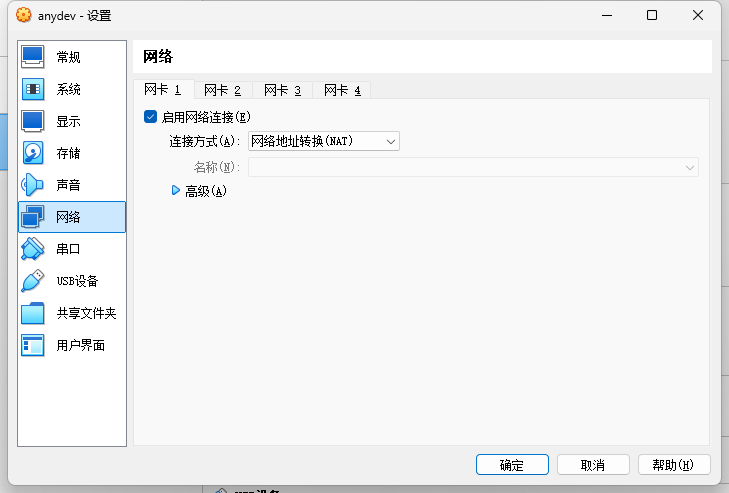 anydev - 设置
常规
系统
显示
存储
声音
网络
串口
USB设备
共享文件夹
用户界面
网络
网卡 1 网卡 2 网卡 3 网卡 4
启用网络连接(E)
连接方式(A): 网络地址转换(NAT)
名称(N):
高级(A)
确定 取消 帮助(H)